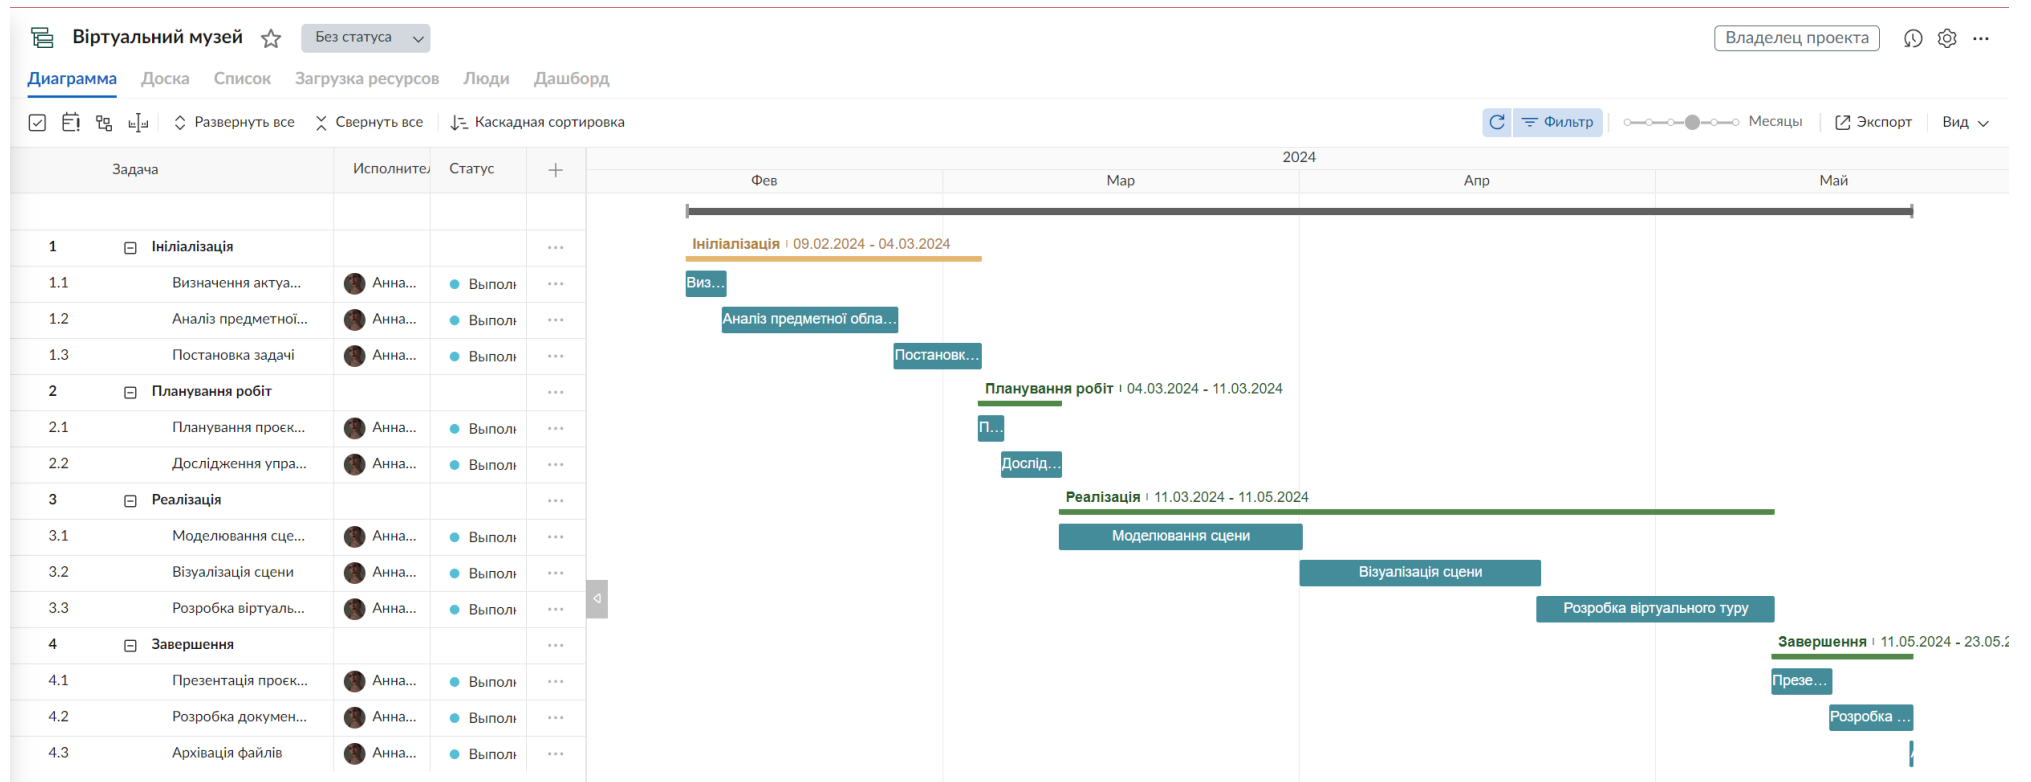 Віртуальний музей Без статуса Владелец проекта
Диаграмма Доска Список Загрузка ресурсов Люди Дашборд
Развернуть все Свернуть все Каскадная сортировка Фильтр Месяцы Экспорт Вид
Задача Исполнител Статус 2024
Фев Мар Апр Май
1 Ініліалізація Ініліалізація 09.02.2024 - 04.03.2024
1.1 Визначення актуа... Анна... Выполн Виз...
1.2 Аналіз предметної... Анна... Выполн Аналіз предметної обла...
1.3 Постановка задачі Анна... Выполн Постановк...
2 Планування робіт Планування робіт 04.03.2024 - 11.03.2024
2.1 Планування проєк... Анна... Выполн П...
2.2 Дослідження упра... Анна... Выполн Дослід...
3 Реалізація Реалізація 11.03.2024 - 11.05.2024
3.1 Моделювання сце... Анна... Выполн Моделювання сцени
3.2 Візуалізація сцени Анна... Выполн Візуалізація сцени
3.3 Розробка віртуаль... Анна... Выполн Розробка віртуального туру
4 Завершення Завершення 11.05.2024 - 23.05.2
4.1 Презентація проєк... Анна... Выполн Презе...
4.2 Розробка докумен... Анна... Выполн Розробка ...
4.3 Архівація файлів Анна... Выполн